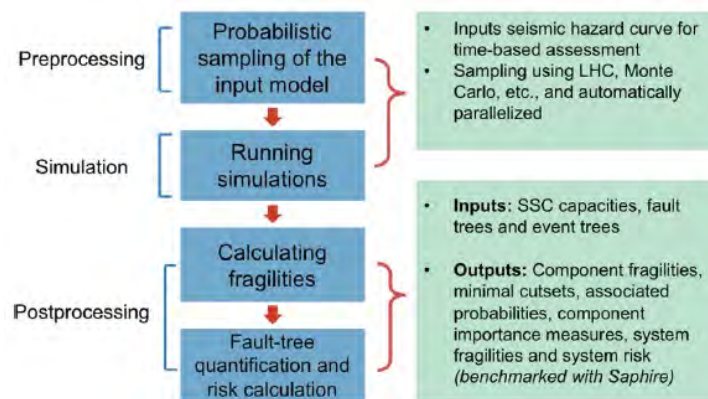 Preprocessing
Probabilistic
sampling of the
input model
Simulation
Running
simulations
Postprocessing
Calculating
fragilities
Fault-tree
quantification and
risk calculation
• Inputs seismic hazard curve for
time-based assessment
• Sampling using LHC, Monte
Carlo, etc., and automatically
parallelized
• Inputs: SSC capacities, fault
trees and event trees
• Outputs: Component fragilities,
minimal cutsets, associated
probabilities, component
importance measures, system
fragilities and system risk
(benchmarked with Saphire)